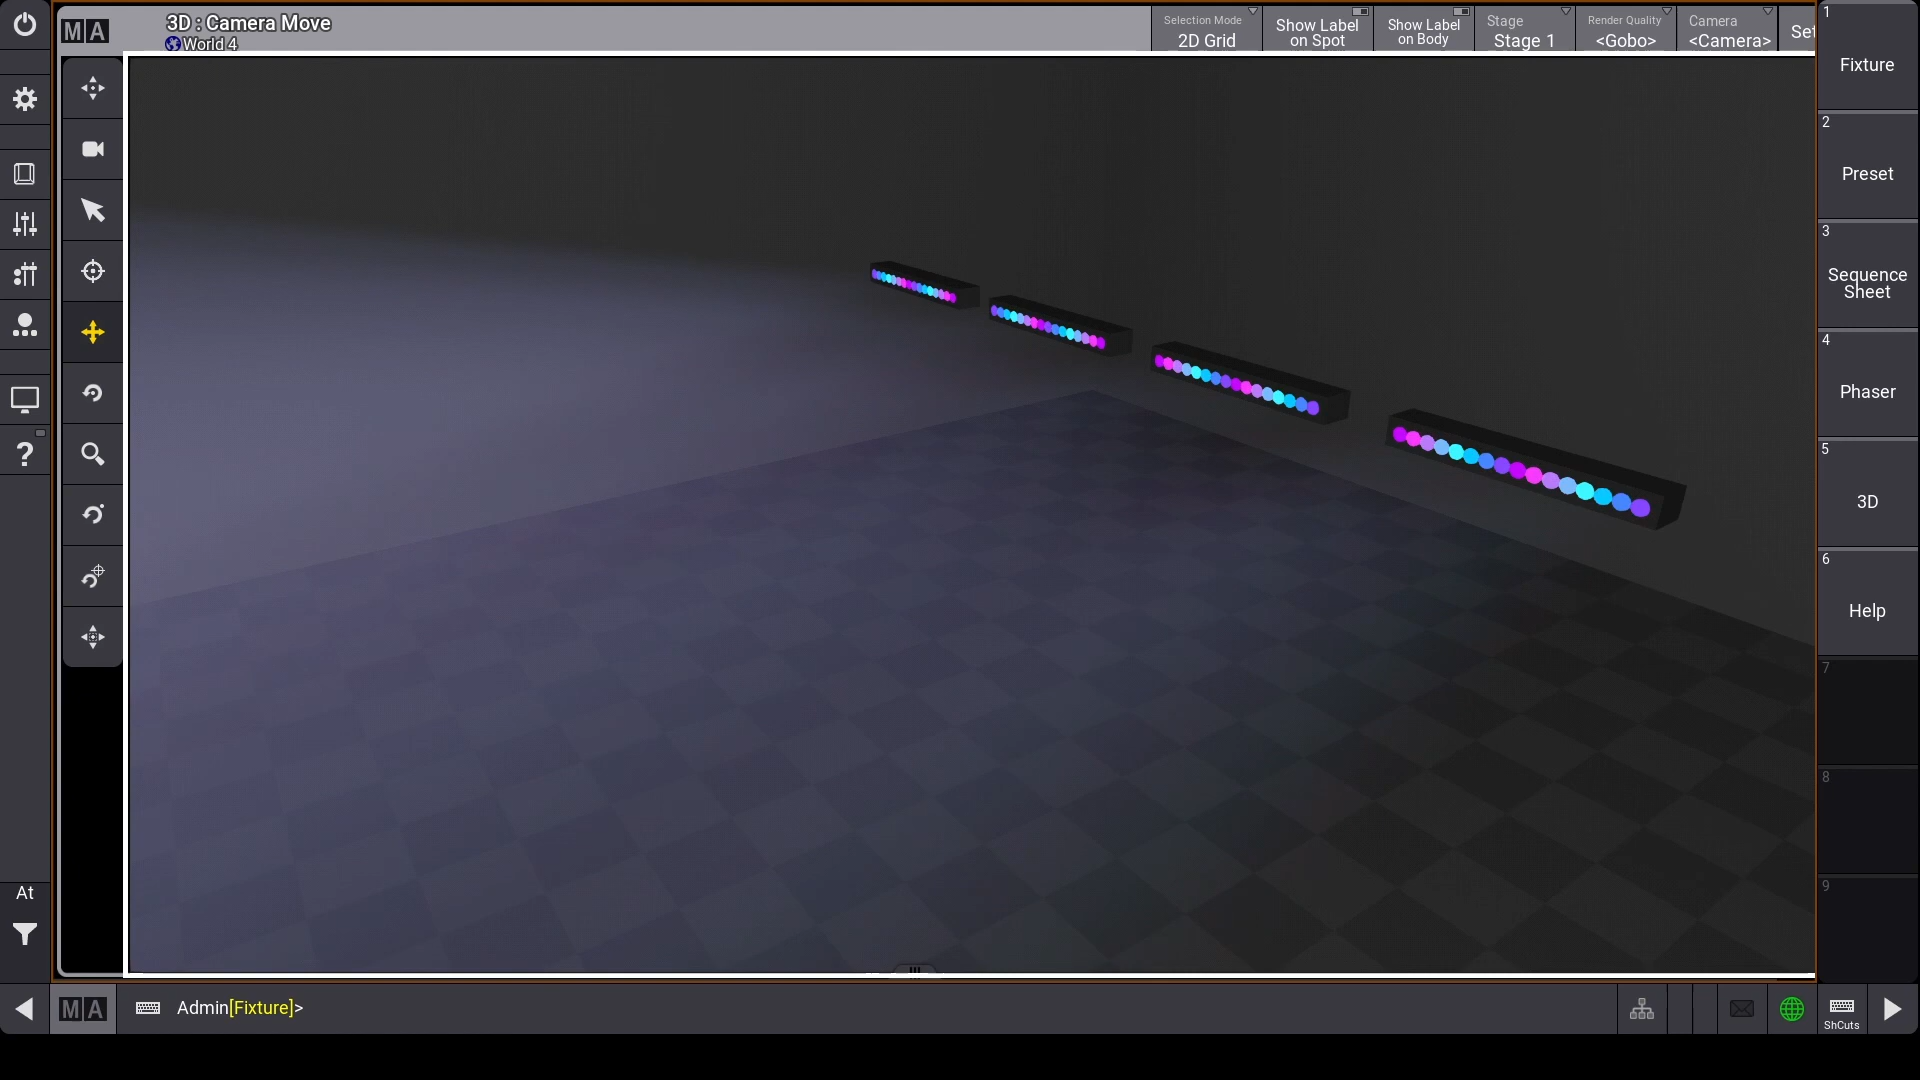 MA
3D : Camera Move
World 4
Selection Mode
2D Grid
Show Label
on Spot
Show Label
on Body
Stage
Stage 1
Render Quality
<Gobo>
Camera
<Camera>
Set
1
Fixture
2
Preset
3
Sequence
Sheet
4
Phaser
5
3D
6
Help
7
8
9
?
At
MA
Admin[Fixture]>
ShCuts